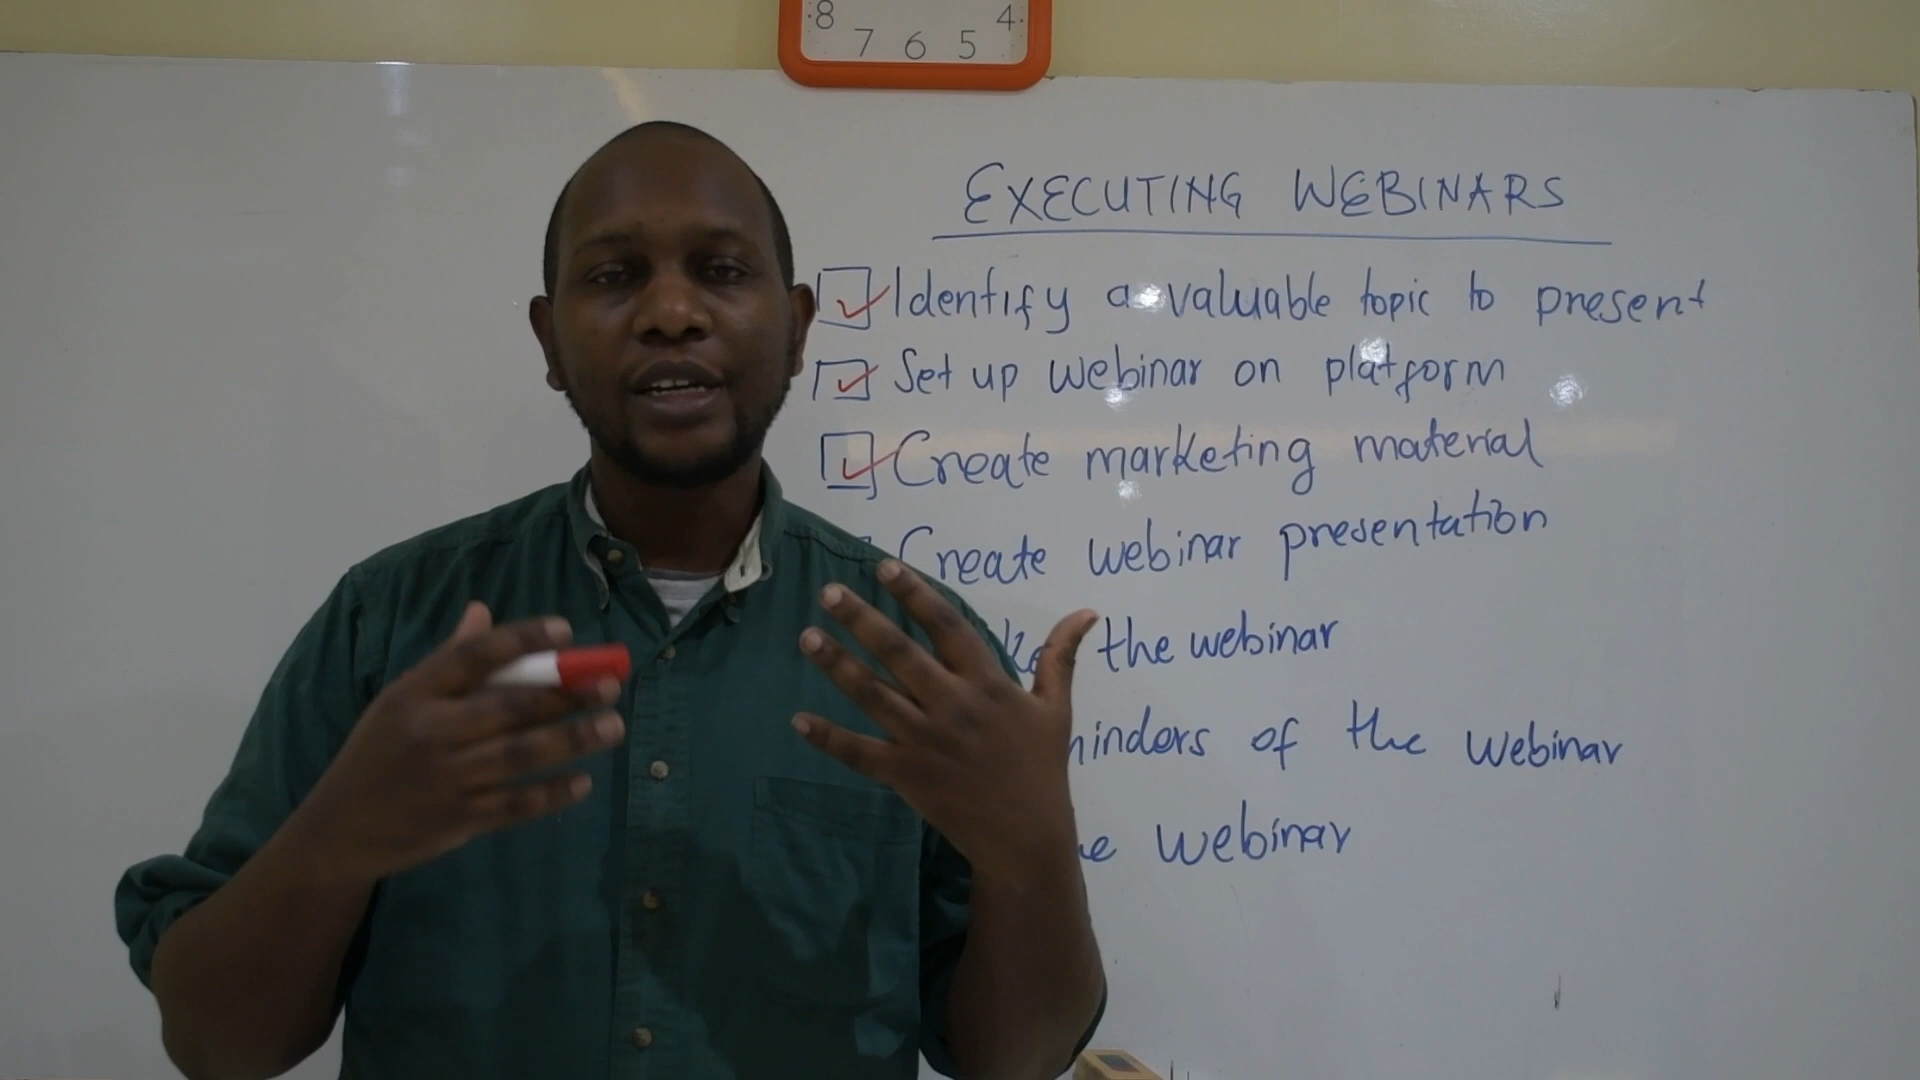 8 4
7 6 5
EXECUTING WEBINARS
Identify a valuable topic to present
Set up webinar on platform
Create marketing material
Create webinar presentation
the webinar
of the webinar
webinar